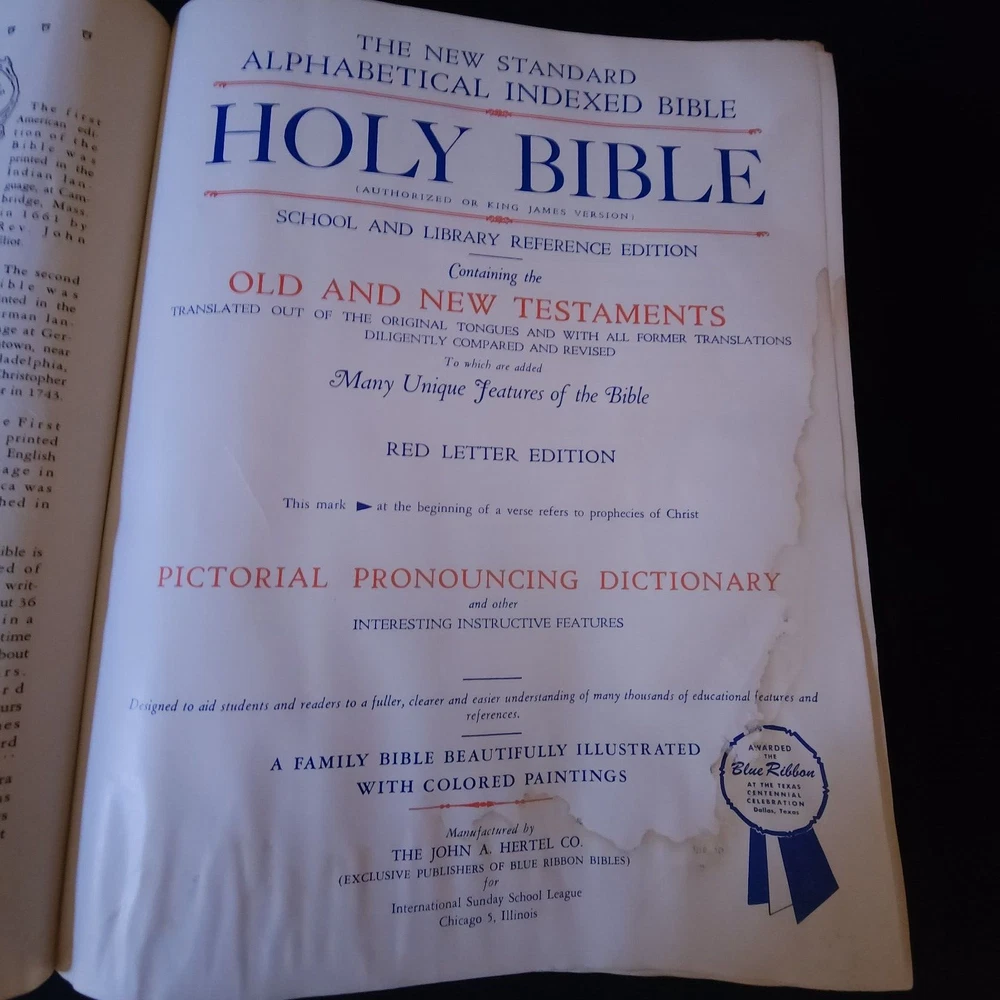 The first
American edi-
tion of the
Bible was
printed in the
Indian lan-
guage, at Cam-
bridge, Mass.
in 1661 by
Rev. John
The second
was
in the
man lan-
at Ger-
near
Christopher
in 1743.
First
printed
English
in
was
in
is
of
writ-
36
in a
time
THE NEW STANDARD
ALPHABETICAL INDEXED BIBLE
HOLY BIBLE
(AUTHORIZED OR KING JAMES VERSION)
SCHOOL AND LIBRARY REFERENCE EDITION
Containing the
OLD AND NEW TESTAMENTS
TRANSLATED OUT OF THE ORIGINAL TONGUES AND WITH ALL FORMER TRANSLATIONS
DILIGENTLY COMPARED AND REVISED
To which are added
Many Unique Features of the Bible
RED LETTER EDITION
This mark ► at the beginning of a verse refers to prophecies of Christ
PICTORIAL PRONOUNCING DICTIONARY
and other
INTERESTING INSTRUCTIVE FEATURES
Designed to aid students and readers to a fuller, clearer and easier understanding of many thousands of educational features and
references.
A FAMILY BIBLE BEAUTIFULLY ILLUSTRATED
WITH COLORED PAINTINGS
Manufactured by
THE JOHN A. HERTEL CO.
(EXCLUSIVE PUBLISHERS OF BLUE RIBBON BIBLES)
for
International Sunday School League
Chicago 5, Illinois
AWARDED
THE
Blue Ribbon
AT THE TEXAS
CENTENNIAL
CELEBRATION
Dallas, Texas